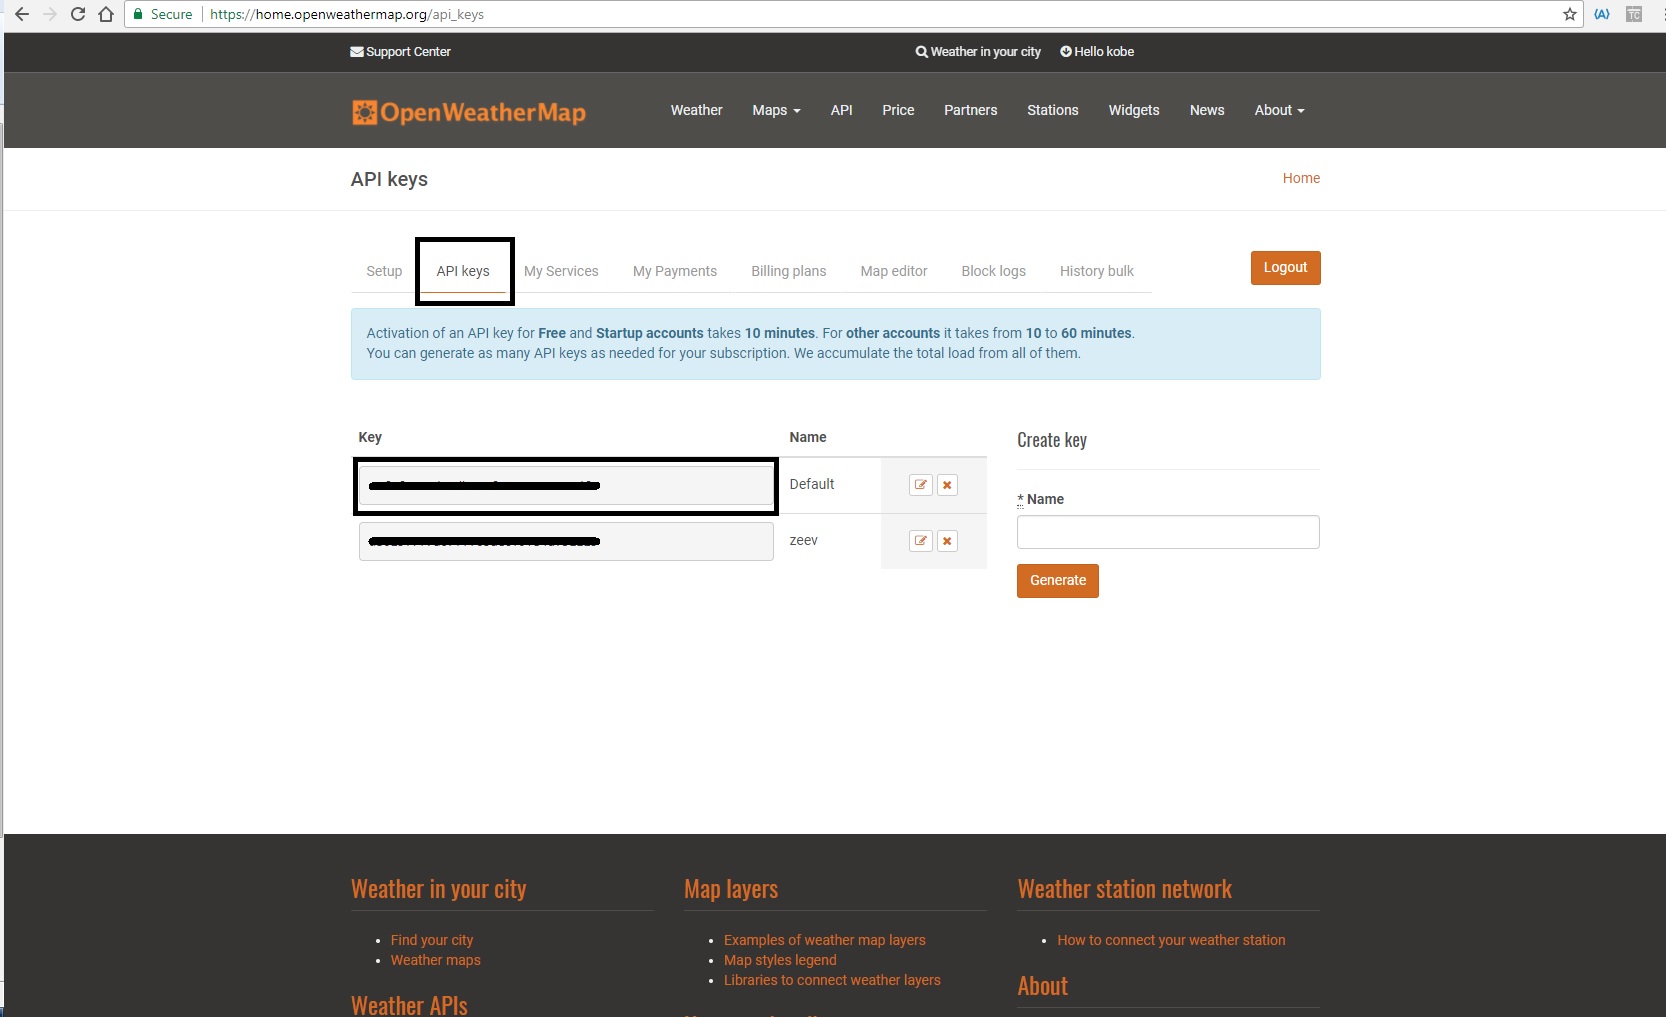 Secure https://home.openweathermap.org/api_keys
Support Center Weather in your city Hello kobe
OpenWeatherMap Weather Maps API Price Partners Stations Widgets News About
API keys Home
Setup API keys My Services My Payments Billing plans Map editor Block logs History bulk Logout
Activation of an API key for Free and Startup accounts takes 10 minutes. For other accounts it takes from 10 to 60 minutes.
You can generate as many API keys as needed for your subscription. We accumulate the total load from all of them.
Key Name Create key
Default
* Name
zeev
Generate
Weather in your city Map layers Weather station network
Find your city Examples of weather map layers How to connect your weather station
Weather maps Map styles legend
Libraries to connect weather layers
About
Weather APIs